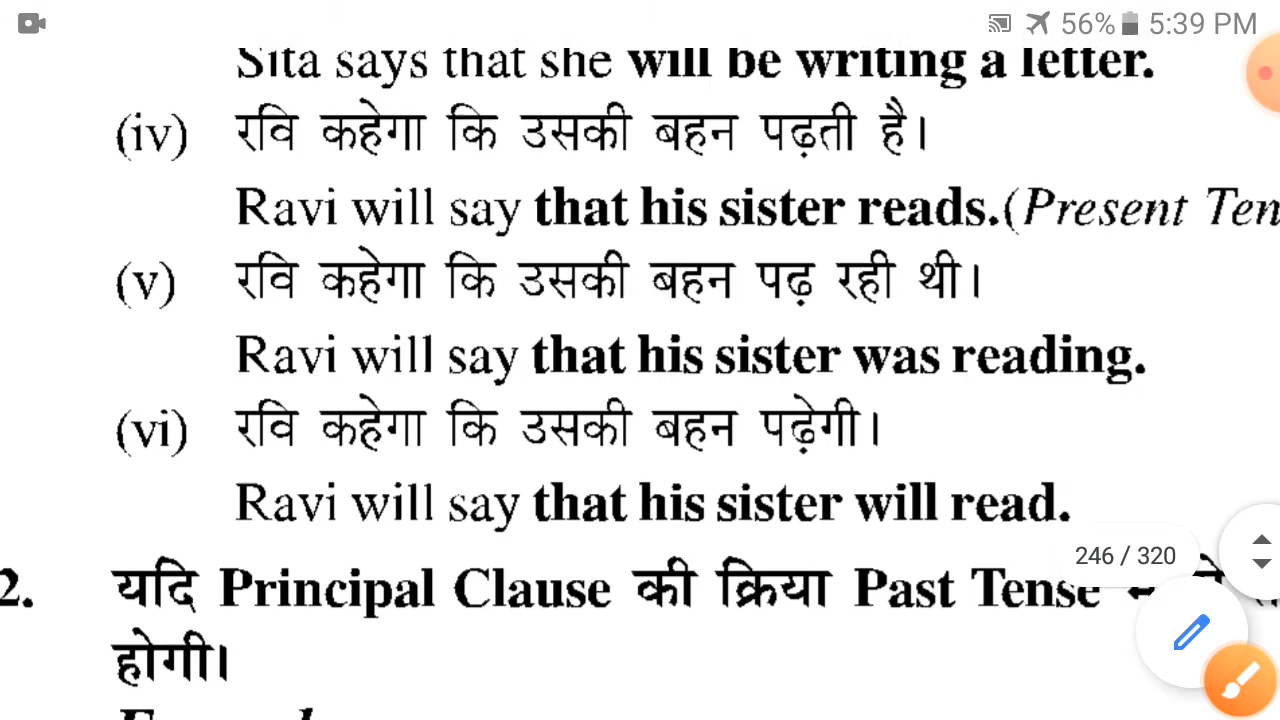 56% 5:39 PM
Sita says that she will be writing a letter.
(iv) रवि कहेगा कि उसकी बहन पढ़ती है।
Ravi will say that his sister reads.(Present Ten
(v) रवि कहेगा कि उसकी बहन पढ़ रही थी।
Ravi will say that his sister was reading.
(vi) रवि कहेगा कि उसकी बहन पढ़ेगी।
Ravi will say that his sister will read.
246 / 320
2. यदि Principal Clause की क्रिया Past Tense
होगी।